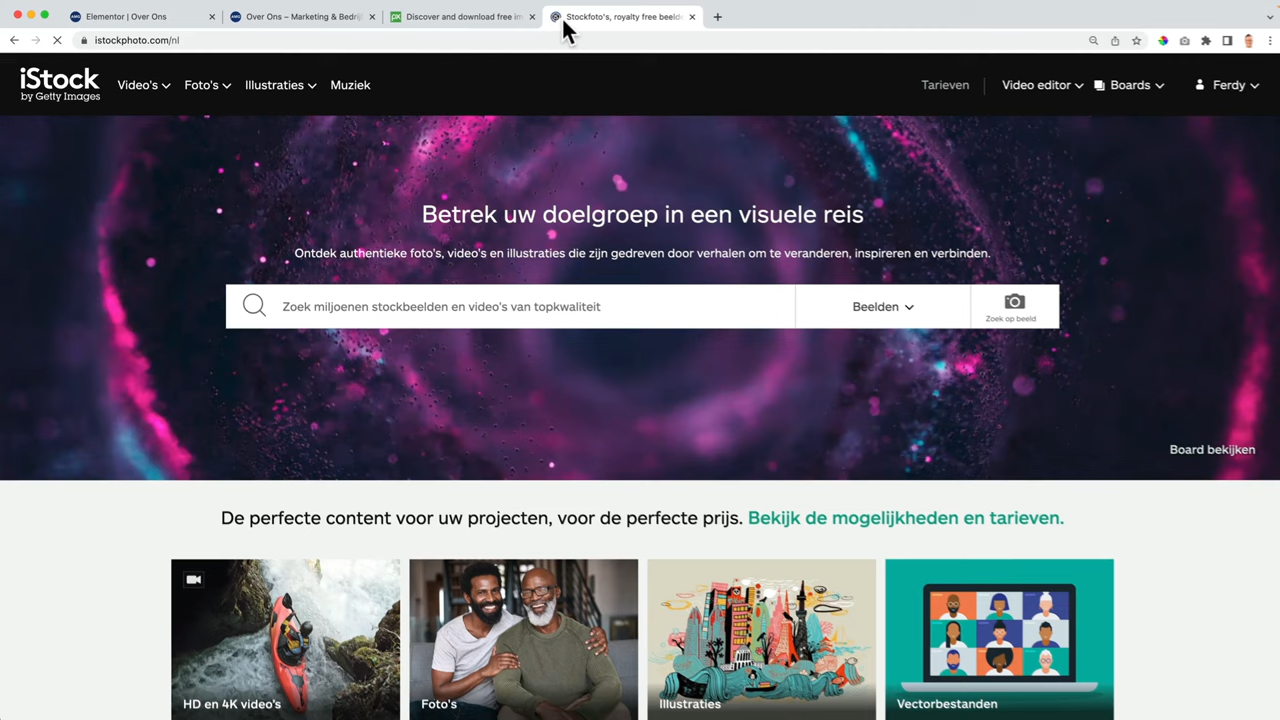 Elementor | Over Ons
Over Ons – Marketing & Bedrij
Discover and download free im
Stockfoto's, royalty free beelde
istockphoto.com/nl
iStock
by Getty Images
Video's
Foto's
Illustraties
Muziek
Tarieven
Video editor
Boards
Ferdy
Betrek uw doelgroep in een visuele reis
Ontdek authentieke foto's, video's en illustraties die zijn gedreven door verhalen om te veranderen, inspireren en verbinden.
Zoek miljoenen stockbeelden en video's van topkwaliteit
Beelden
Zoek op beeld
Board bekijken
De perfecte content voor uw projecten, voor de perfecte prijs. Bekijk de mogelijkheden en tarieven.
HD en 4K video's
Foto's
Illustraties
Vectorbestanden